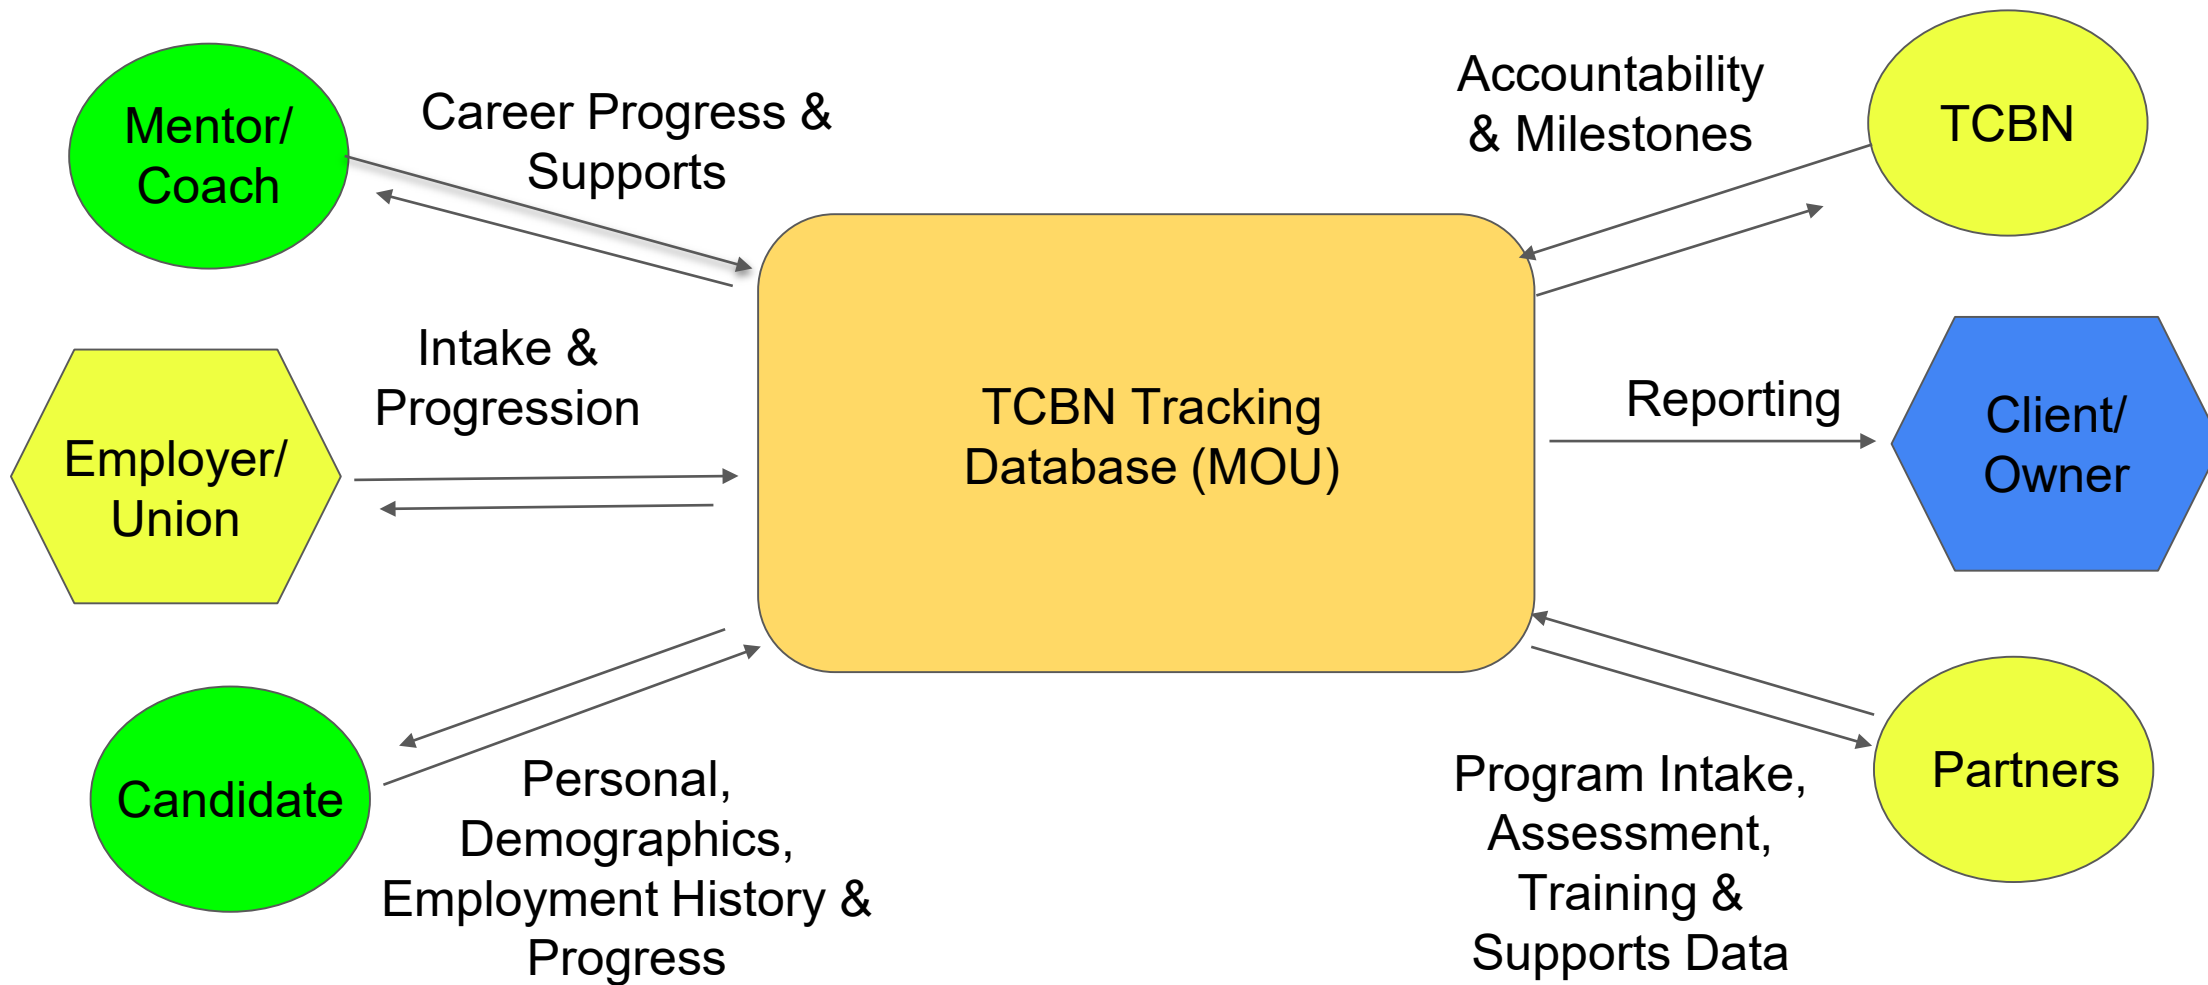 Mentor/
Coach
Career Progress &
Supports
Accountability
& Milestones
TCBN
Intake &
Progression
Employer/
Union
TCBN Tracking
Database (MOU)
Reporting
Client/
Owner
Candidate
Personal,
Demographics,
Employment History &
Progress
Program Intake,
Assessment,
Training &
Supports Data
Partners